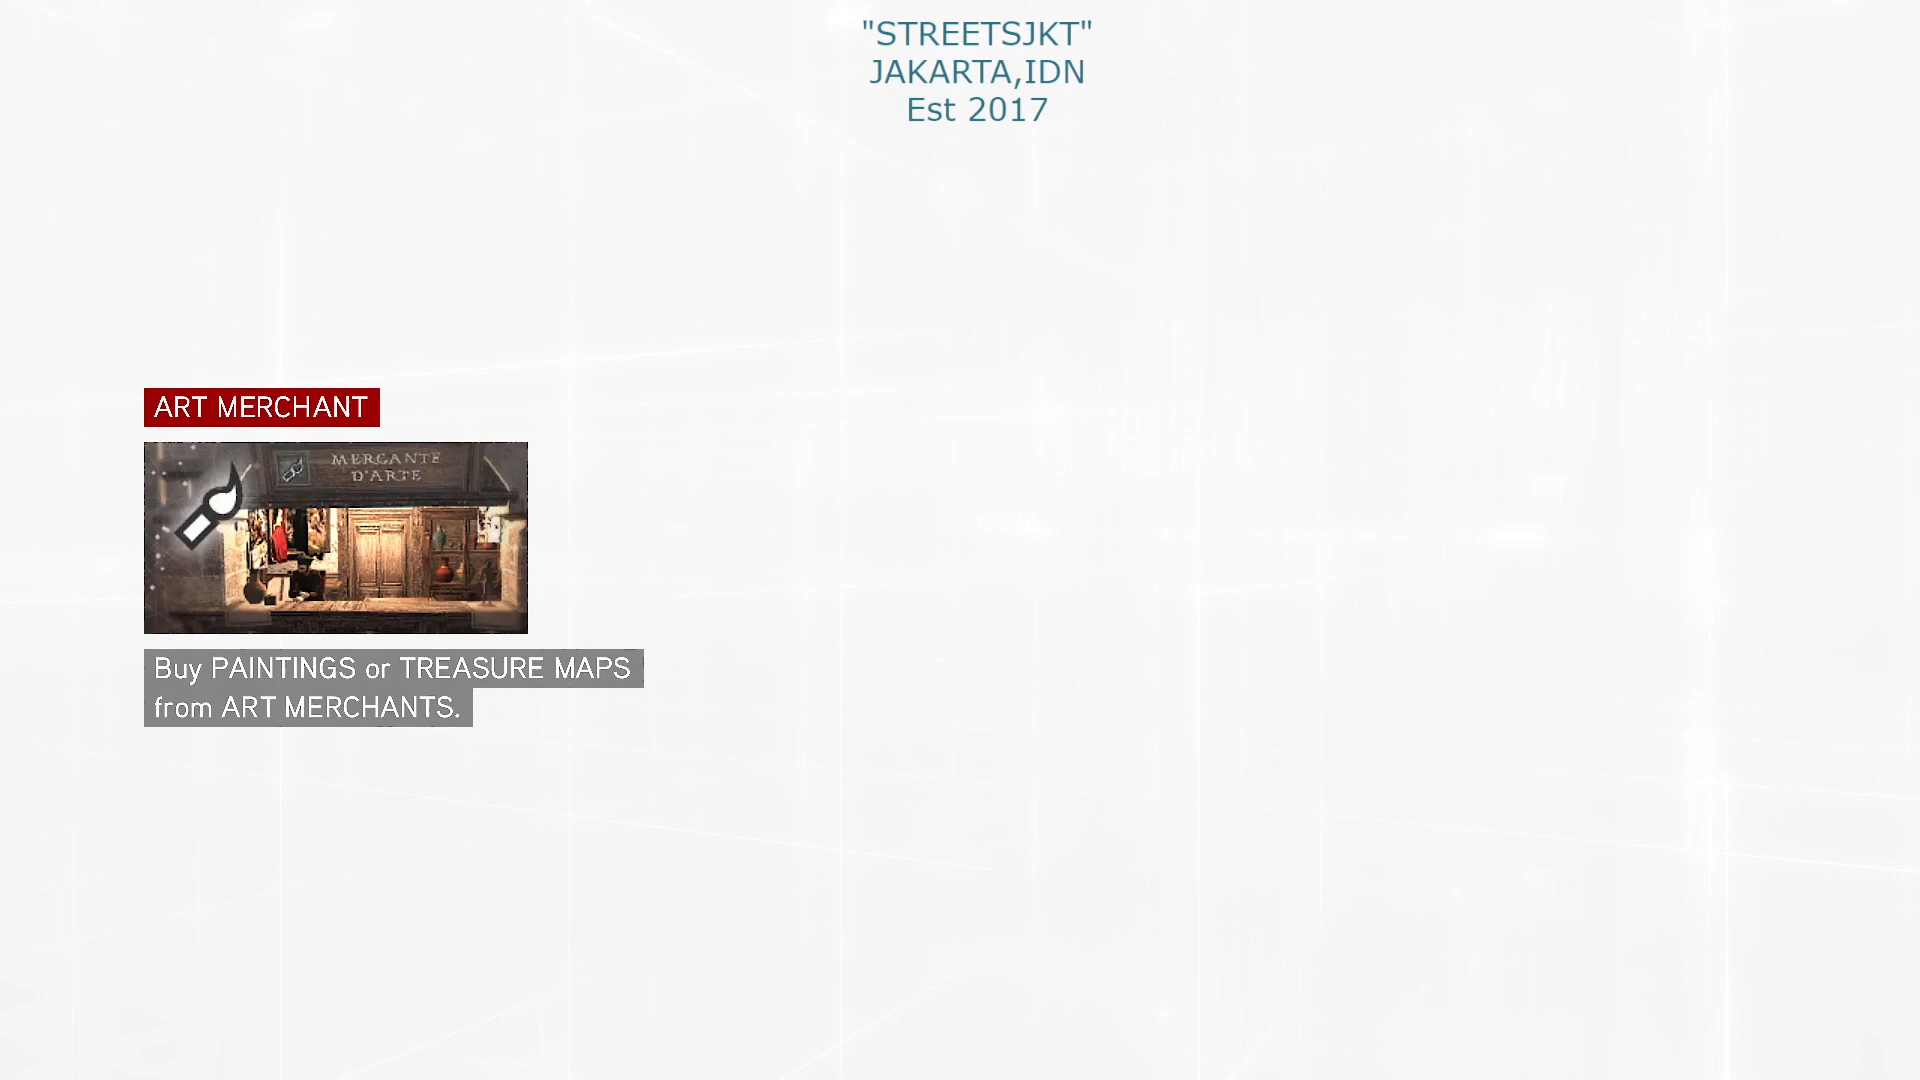 "STREETSJKT"
JAKARTA,IDN
Est 2017
ART MERCHANT
MERCANTE
D'ARTE
Buy PAINTINGS or TREASURE MAPS
from ART MERCHANTS.